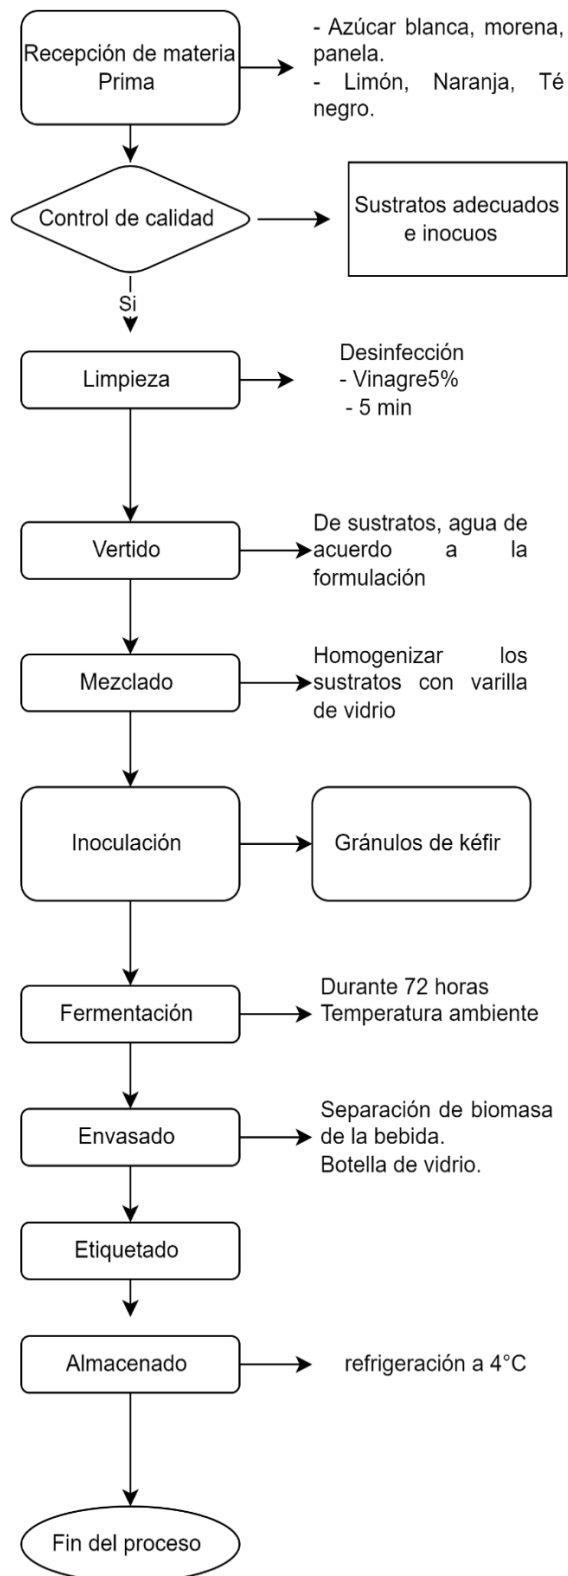 Recepción de materia
Prima
- Azúcar blanca, morena,
panela.
- Limón, Naranja, Té
negro.
Control de calidad
Sustratos adecuados
e inocuos
Si
Limpieza
Desinfección
- Vinagre5%
- 5 min
Vertido
De sustratos, agua de
acuerdo a la
formulación
Mezclado
Homogenizar los
sustratos con varilla
de vidrio
Inoculación
Gránulos de kéfir
Fermentación
Durante 72 horas
Temperatura ambiente
Envasado
Separación de biomasa
de la bebida.
Botella de vidrio.
Etiquetado
Almacenado
refrigeración a 4°C
Fin del proceso